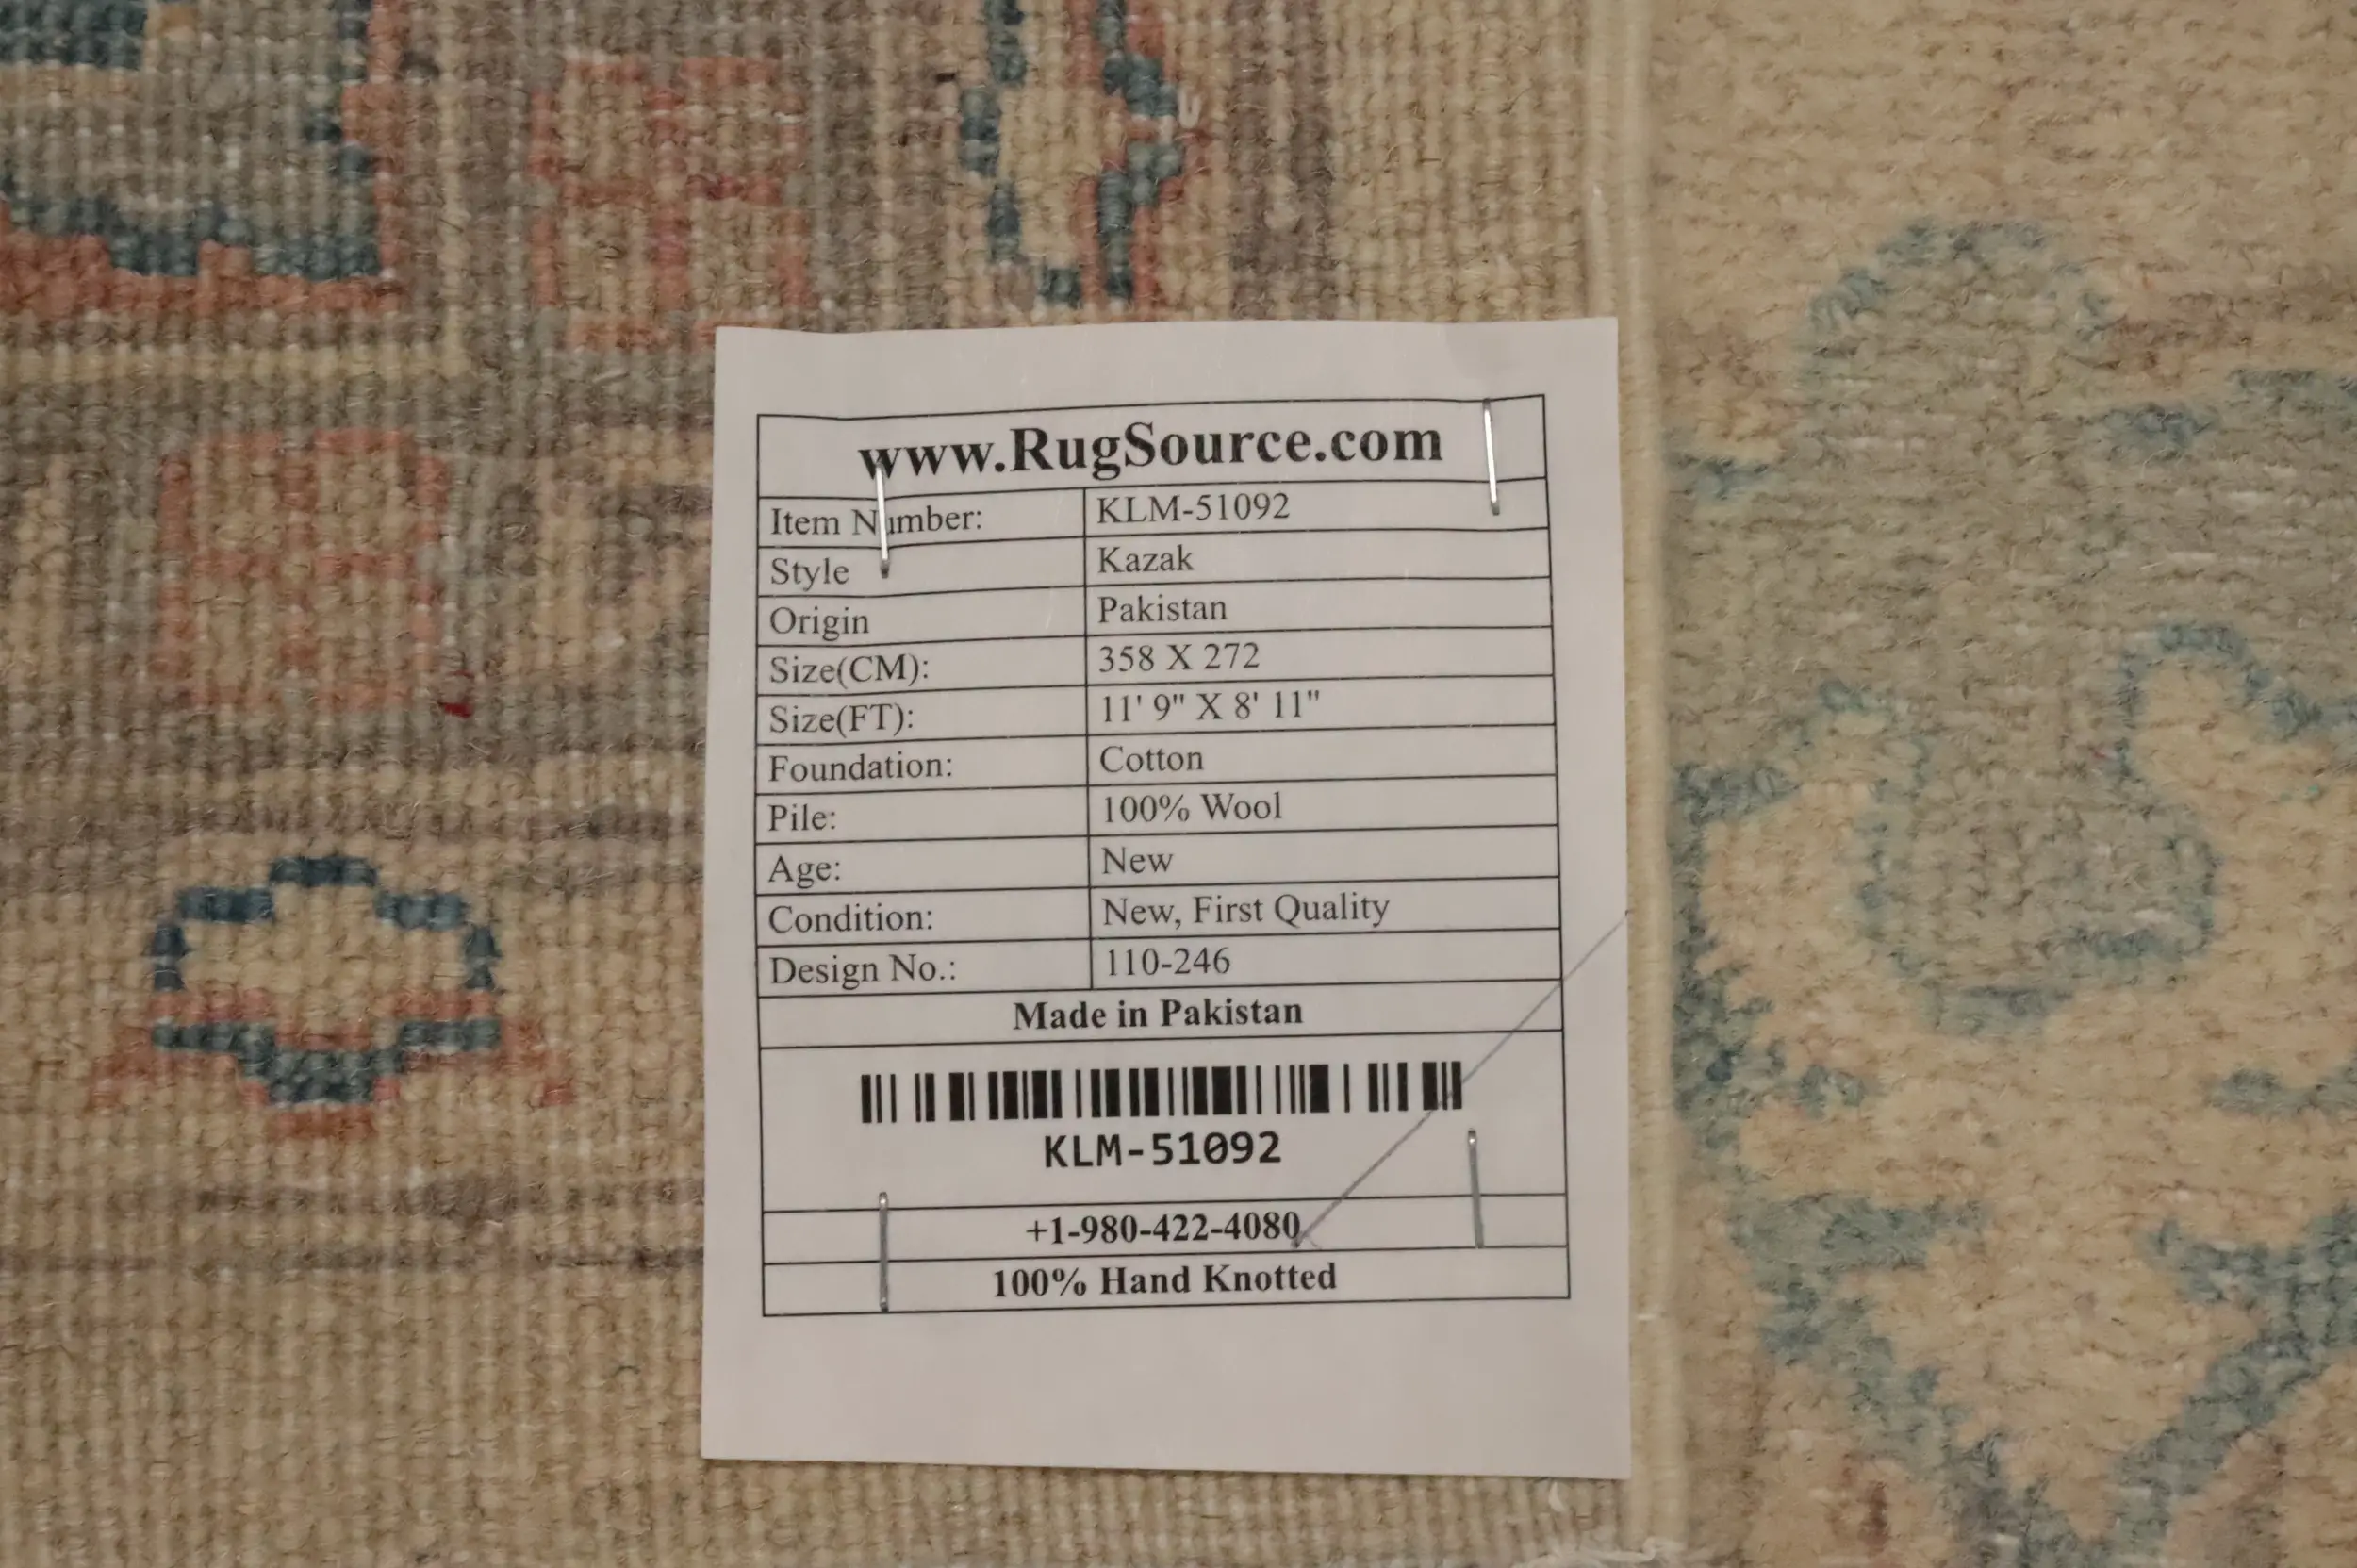 www.RugSource.com
Item Number: KLM-51092
Style Kazak
Origin Pakistan
Size(CM): 358 X 272
Size(FT): 11' 9" X 8' 11"
Foundation: Cotton
Pile: 100% Wool
Age: New
Condition: New, First Quality
Design No.: 110-246
Made in Pakistan
KLM-51092
+1-980-422-4080
100% Hand Knotted